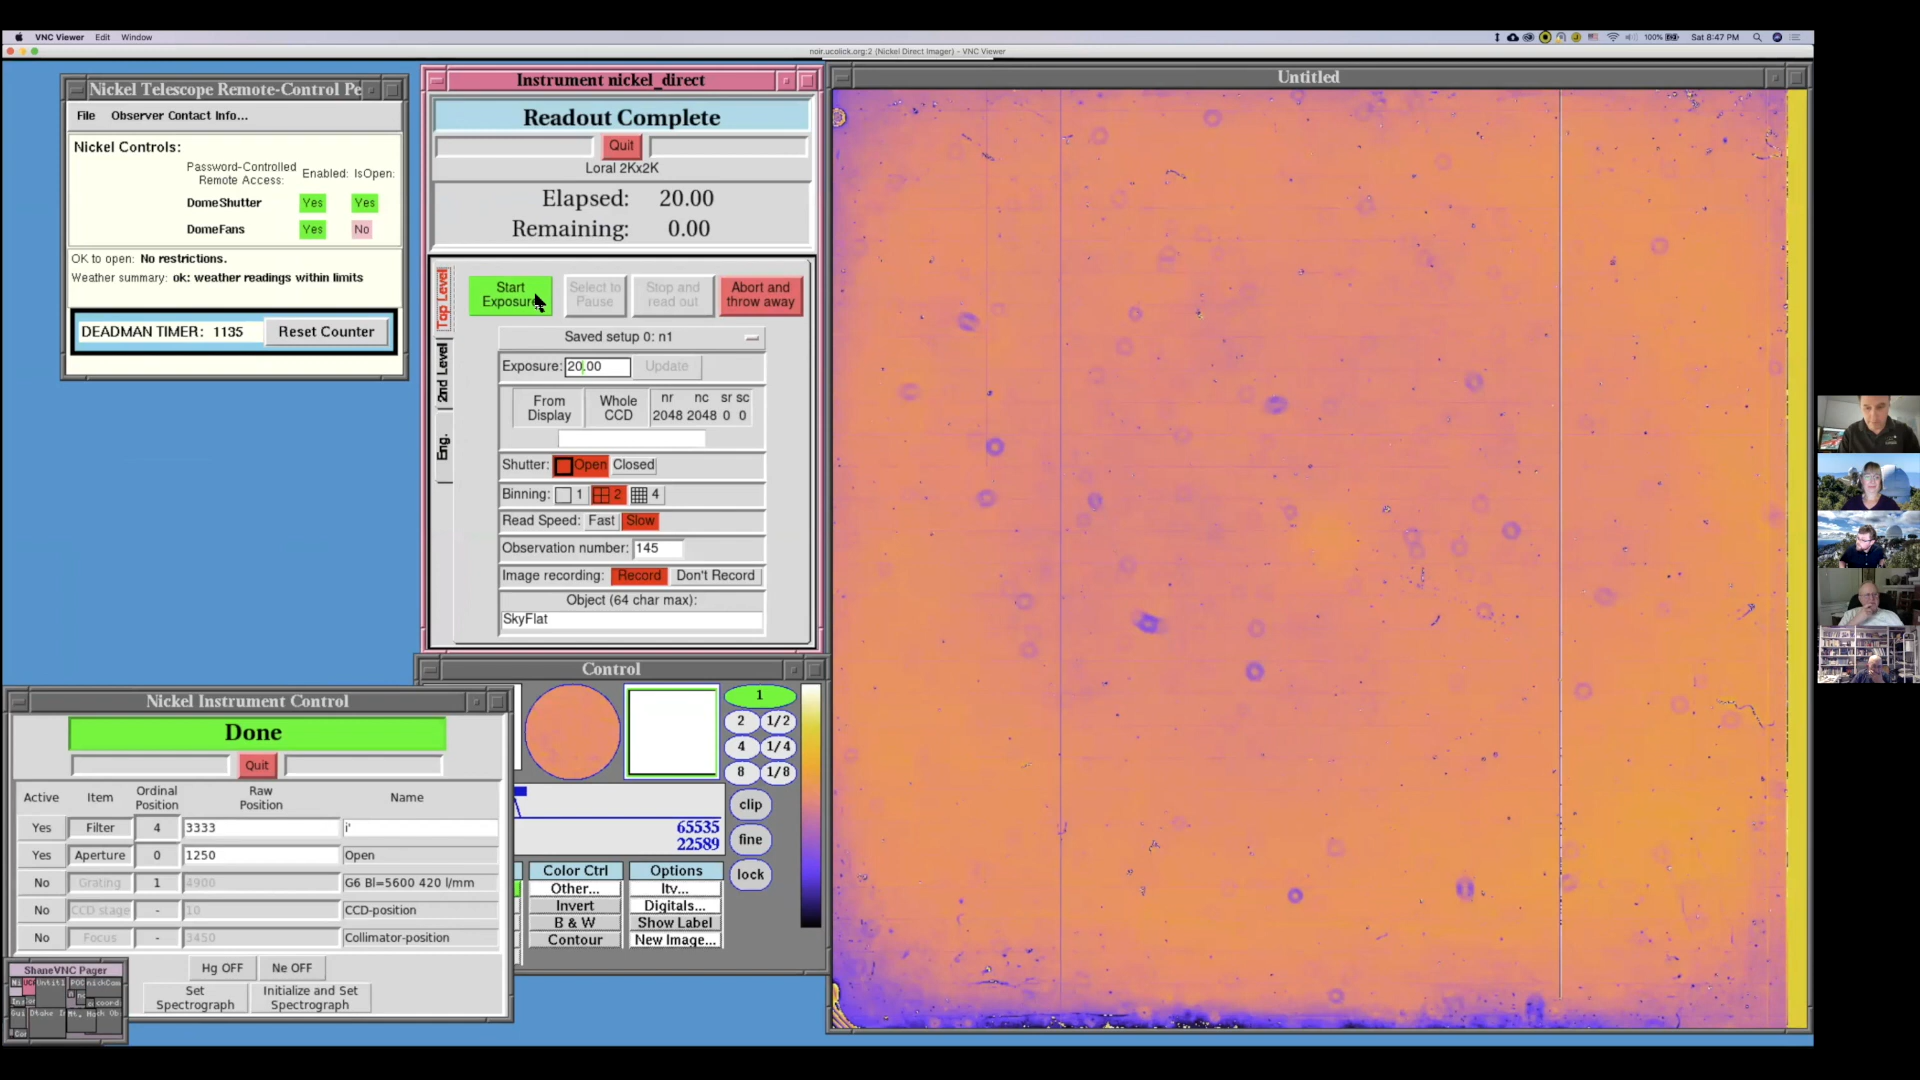 VNC Viewer Edit Window
100% Sat 8:47 PM
noir.ucolick.org:2 (Nickel Direct Imager) - VNC Viewer
Nickel Telescope Remote-Control Pe
File Observer Contact Info...
Nickel Controls:
Password-Controlled
Remote Access: Enabled: IsOpen:
DomeShutter Yes Yes
DomeFans Yes No
OK to open: No restrictions.
Weather summary: ok: weather readings within limits
DEADMAN TIMER: 1135 Reset Counter
Instrument nickel_direct
Readout Complete
Quit
Loral 2Kx2K
Elapsed: 20.00
Remaining: 0.00
Top Level
2nd Level
Eng.
Start
Exposure
Select to
Pause
Stop and
read out
Abort and
throw away
Saved setup 0: n1
Exposure: 20.00 Update
From
Display
Whole
CCD
nr nc sr sc
2048 2048 0 0
Shutter: Open Closed
Binning: 1 2 4
Read Speed: Fast Slow
Observation number: 145
Image recording: Record Don't Record
Object (64 char max):
SkyFlat
Untitled
Control
1
2 1/2
4 1/4
8 1/8
clip
fine
lock
65535
22589
Color Ctrl
Other...
Invert
B & W
Contour
Options
Itv...
Digitals...
Show Label
New Image...
Nickel Instrument Control
Done
Quit
Active Item Ordinal Position Raw Position Name
Yes Filter 4 3333 i'
Yes Aperture 0 1250 Open
No Grating 1 4900 G6 Bl=5600 420 l/mm
No CCD stage - 10 CCD-position
No Focus - 3450 Collimator-position
Hg OFF Ne OFF
Set
Spectrograph
Initialize and Set
Spectrograph
ShaneVNC Pager